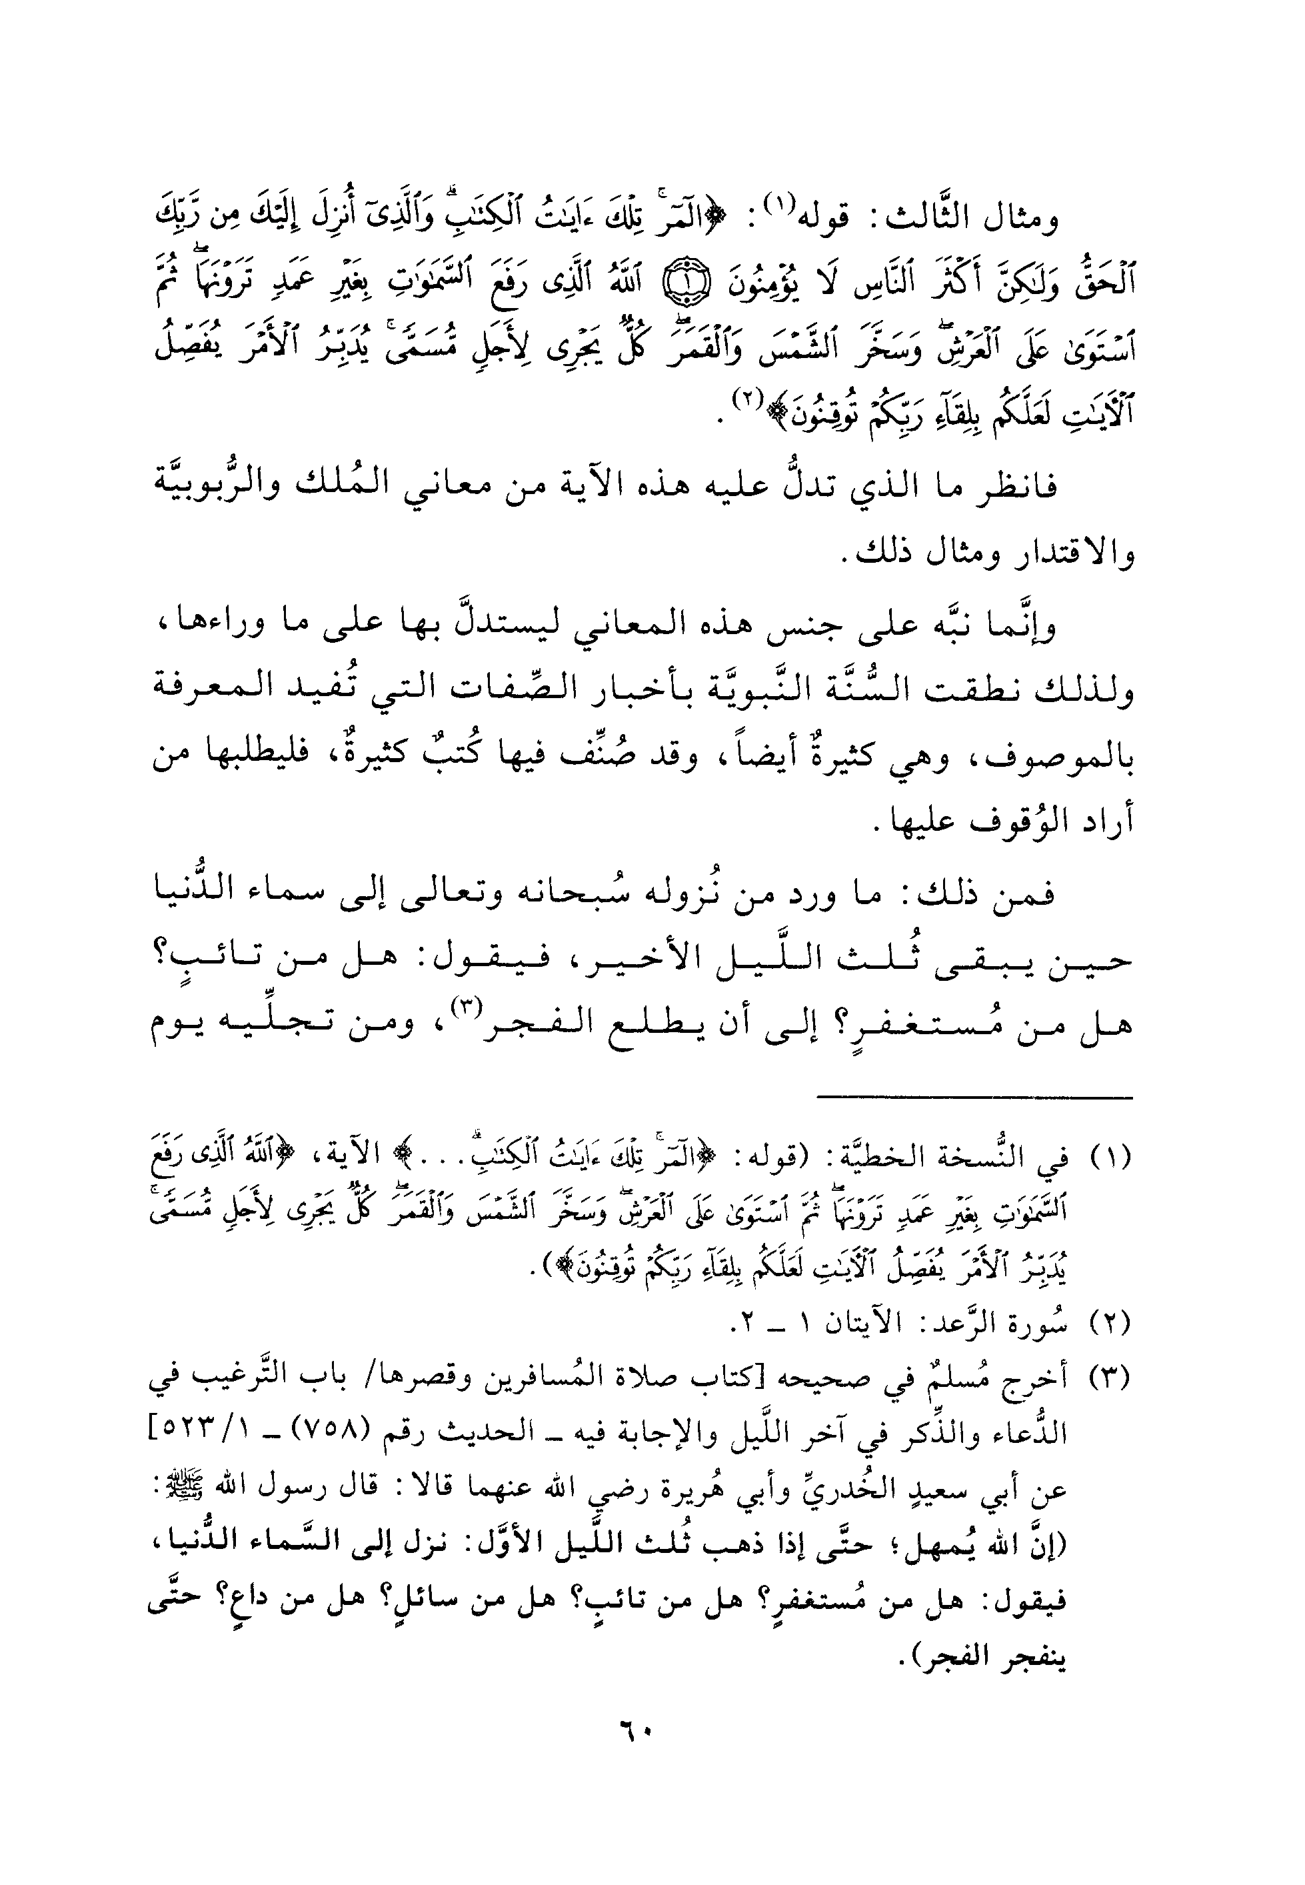 ومثال الثَّالث: قوله(١): ﴿الٓمٓرۚ تِلۡكَ ءَايَٰتُ ٱلۡكِتَٰبِۗ وَٱلَّذِيٓ أُنزِلَ إِلَيۡكَ مِن رَّبِّكَ
ٱلۡحَقُّ وَلَٰكِنَّ أَكۡثَرَ ٱلنَّاسِ لَا يُؤۡمِنُونَ ۝١ ٱللَّهُ ٱلَّذِي رَفَعَ ٱلسَّمَٰوَٰتِ بِغَيۡرِ عَمَدٖ تَرَوۡنَهَاۖ ثُمَّ
ٱسۡتَوَىٰ عَلَى ٱلۡعَرۡشِۖ وَسَخَّرَ ٱلشَّمۡسَ وَٱلۡقَمَرَۖ كُلّٞ يَجۡرِي لِأَجَلٖ مُّسَمّٗىۚ يُدَبِّرُ ٱلۡأَمۡرَ يُفَصِّلُ
ٱلۡأٓيَٰتِ لَعَلَّكُم بِلِقَآءِ رَبِّكُمۡ تُوقِنُونَ﴾(٢).
فانظر ما الذي تدلُّ عليه هذه الآية من معاني المُلك والرُّبوبيَّة
والاقتدار ومثال ذلك.
وإنَّما نبَّه على جنس هذه المعاني ليستدلَّ بها على ما وراءها،
ولذلك نطقت السُّنَّة النَّبويَّة بأخبار الصِّفات التي تُفيد المعرفة
بالموصوف، وهي كثيرةٌ أيضاً، وقد صُنِّف فيها كُتبٌ كثيرةٌ، فليطلبها من
أراد الوُقوف عليها.
فمن ذلك: ما ورد من نُزوله سُبحانه وتعالى إلى سماء الدُّنيا
حين يبقى ثُلث اللَّيل الأخير، فيقول: هل من تائبٍ؟
هل من مُستغفرٍ؟ إلى أن يطلع الفجر(٣)، ومن تجلِّيه يوم
(١) في النُّسخة الخطيَّة: (قوله: ﴿الٓمٓرۚ تِلۡكَ ءَايَٰتُ ٱلۡكِتَٰبِۗ...﴾ الآية، ﴿ٱللَّهُ ٱلَّذِي رَفَعَ
ٱلسَّمَٰوَٰتِ بِغَيۡرِ عَمَدٖ تَرَوۡنَهَاۖ ثُمَّ ٱسۡتَوَىٰ عَلَى ٱلۡعَرۡشِۖ وَسَخَّرَ ٱلشَّمۡسَ وَٱلۡقَمَرَۖ كُلّٞ يَجۡرِي لِأَجَلٖ مُّسَمّٗىۚ
يُدَبِّرُ ٱلۡأَمۡرَ يُفَصِّلُ ٱلۡأٓيَٰتِ لَعَلَّكُم بِلِقَآءِ رَبِّكُمۡ تُوقِنُونَ﴾).
(٢) سُورة الرَّعد: الآيتان ١ ــ ٢.
(٣) أخرج مُسلمٌ في صحيحه [كتاب صلاة المُسافرين وقصرها/ باب التَّرغيب في
الدُّعاء والذِّكر في آخر اللَّيل والإجابة فيه ــ الحديث رقم (٧٥٨) ــ ١/ ٥٢٣]
عن أبي سعيدٍ الخُدريِّ وأبي هُريرة رضي الله عنهما قالا: قال رسول الله ﷺ:
(إنَّ الله يُمهل؛ حتَّى إذا ذهب ثُلث اللَّيل الأوَّل: نزل إلى السَّماء الدُّنيا،
فيقول: هل من مُستغفرٍ؟ هل من تائبٍ؟ هل من سائلٍ؟ هل من داعٍ؟ حتَّى
ينفجر الفجر).
٦٠